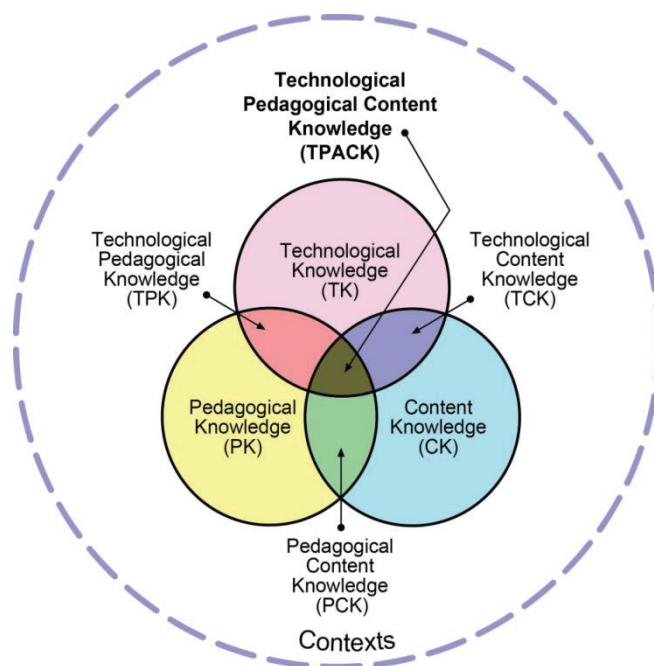 Technological
Pedagogical Content
Knowledge
(TPACK)
Technological
Pedagogical
Knowledge
(TPK)
Technological
Knowledge
(TK)
Technological
Content
Knowledge
(TCK)
Pedagogical
Knowledge
(PK)
Content
Knowledge
(CK)
Pedagogical
Content
Knowledge
(PCK)
Contexts